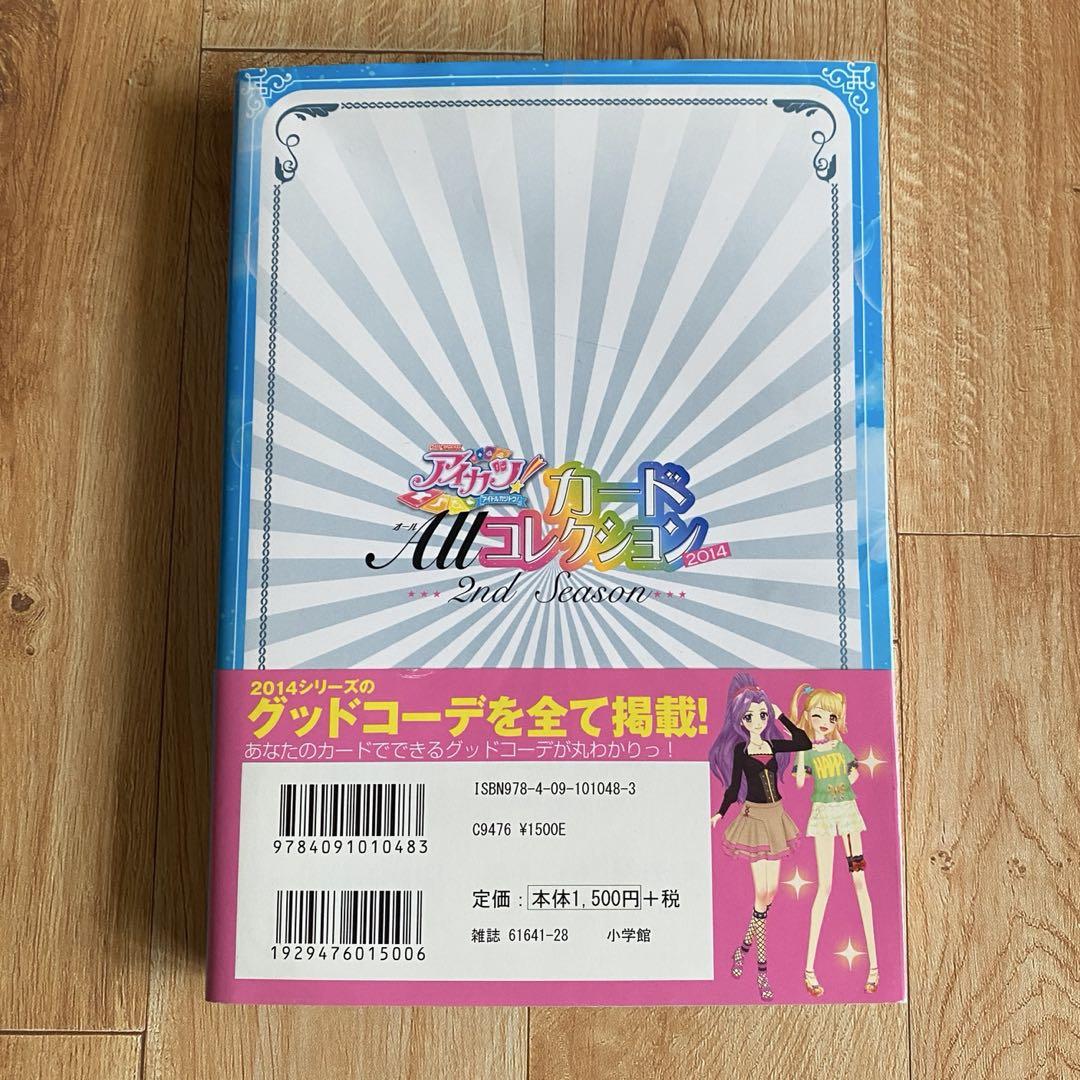 アイカツ!
アイドルカツドウ!
カード
オール
Allコレクション
2014
2nd Season
2014シリーズの
グッドコーデを全て掲載!
あなたのカードでできるグッドコーデが丸わかりっ!
HAPPY
ISBN978-4-09-101048-3
9784091010483
C9476 ¥1500E
定価:本体1,500円+税
1929476015006
雑誌 61641-28 小学館